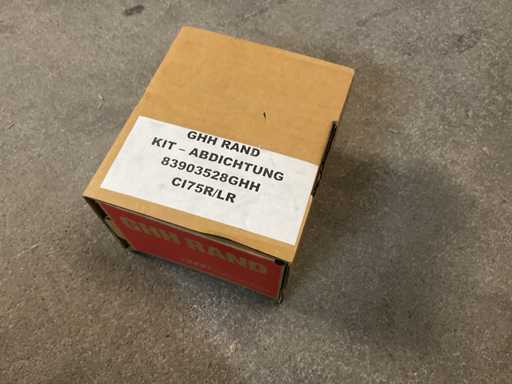 GHH RAND
KIT – ABDICHTUNG
83903528GHH
CI75R/LR
GHH RAND